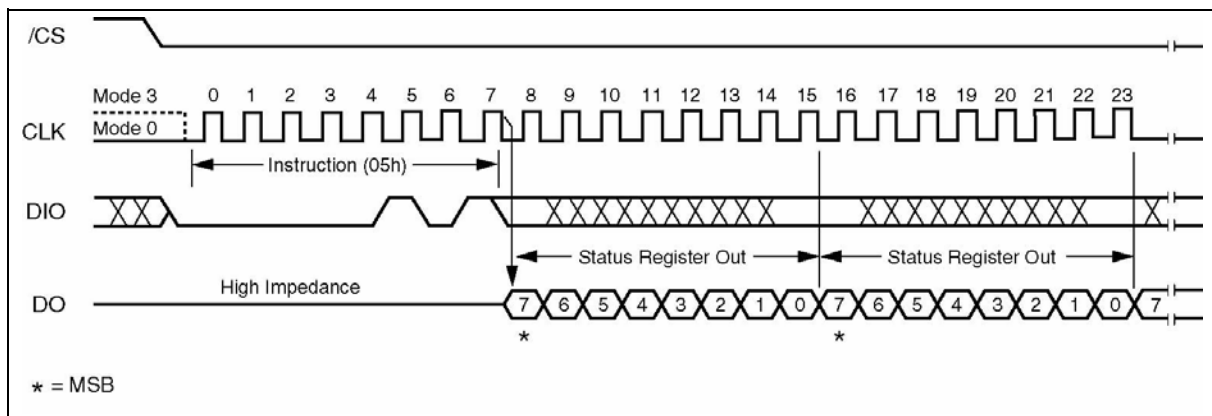 /CS
Mode 3 0 1 2 3 4 5 6 7 8 9 10 11 12 13 14 15 16 17 18 19 20 21 22 23
CLK Mode 0
Instruction (05h)
DIO
Status Register Out Status Register Out
High Impedance
DO 7 6 5 4 3 2 1 0 7 6 5 4 3 2 1 0 7
* *
* = MSB